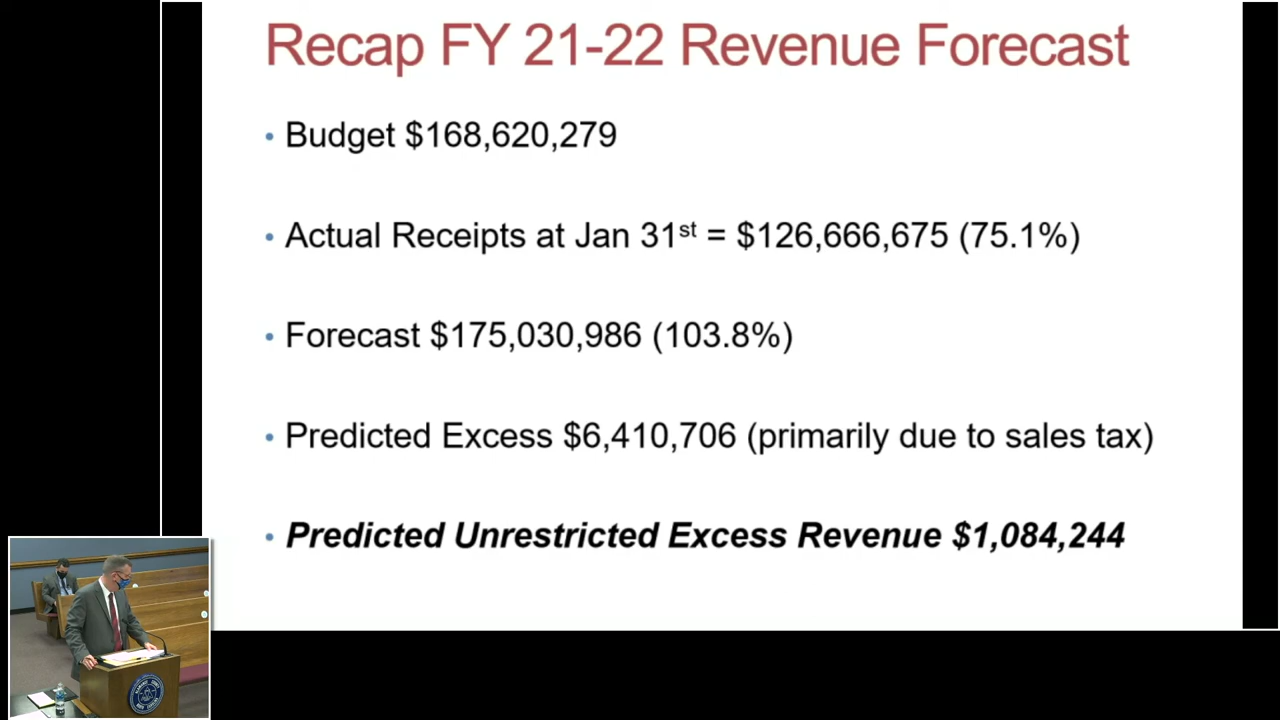 Recap FY 21-22 Revenue Forecast
• Budget $168,620,279
• Actual Receipts at Jan 31st = $126,666,675 (75.1%)
• Forecast $175,030,986 (103.8%)
• Predicted Excess $6,410,706 (primarily due to sales tax)
• Predicted Unrestricted Excess Revenue $1,084,244